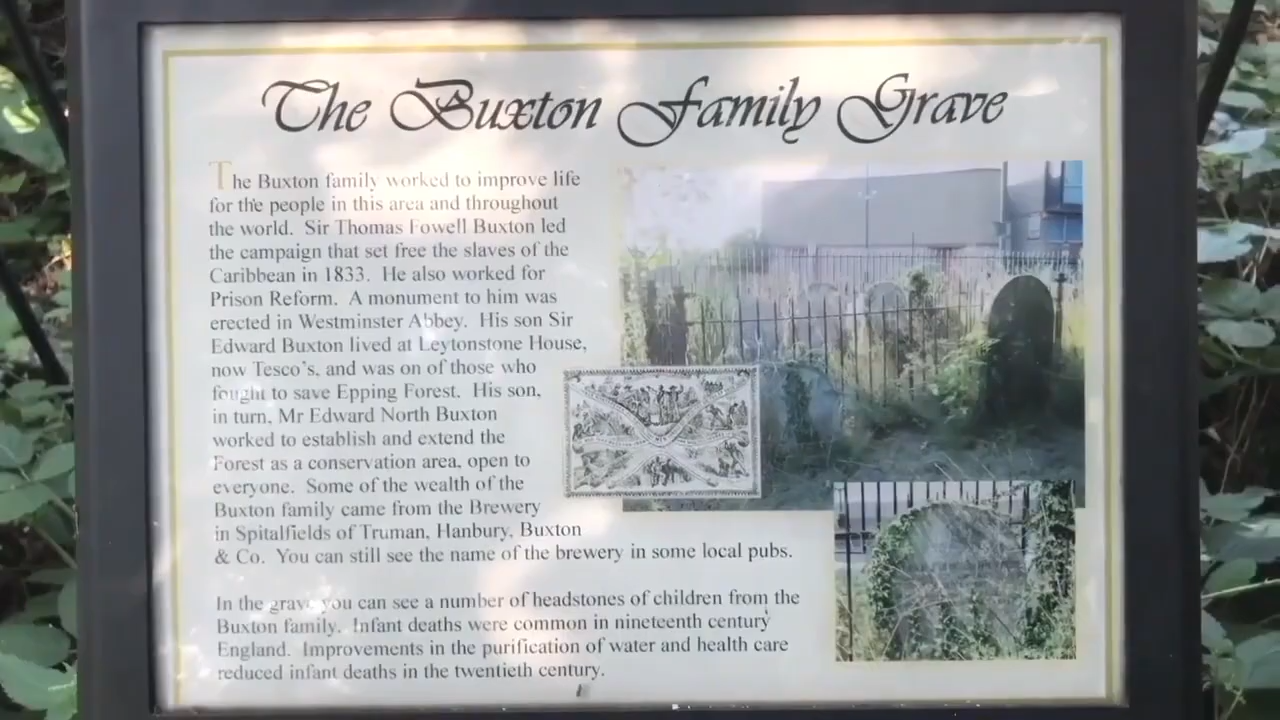 The Buxton Family Grave
The Buxton family worked to improve life
for the people in this area and throughout
the world. Sir Thomas Fowell Buxton led
the campaign that set free the slaves of the
Caribbean in 1833. He also worked for
Prison Reform. A monument to him was
erected in Westminster Abbey. His son Sir
Edward Buxton lived at Leytonstone House,
now Tesco's, and was on of those who
fought to save Epping Forest. His son,
in turn, Mr Edward North Buxton
worked to establish and extend the
Forest as a conservation area, open to
everyone. Some of the wealth of the
Buxton family came from the Brewery
in Spitalfields of Truman, Hanbury, Buxton
& Co. You can still see the name of the brewery in some local pubs.
In the grave you can see a number of headstones of children from the
Buxton family. Infant deaths were common in nineteenth century
England. Improvements in the purification of water and health care
reduced infant deaths in the twentieth century.